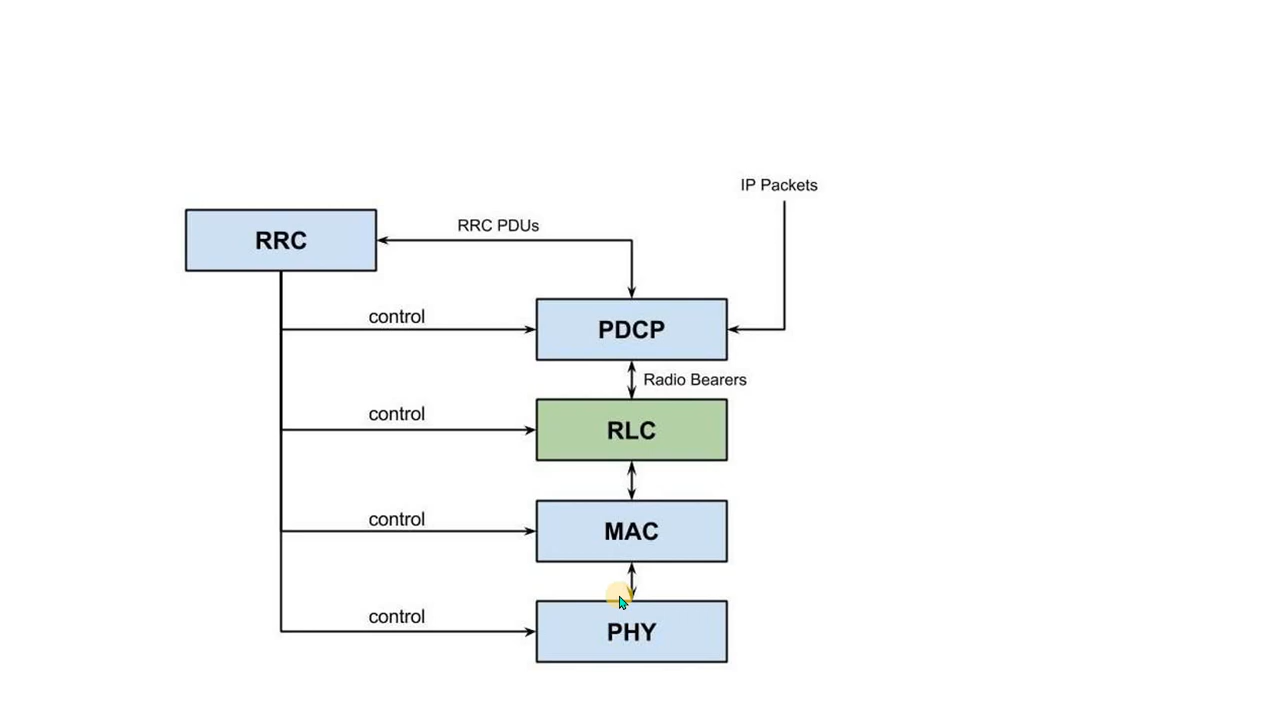 IP Packets
RRC PDUs
RRC
control
PDCP
Radio Bearers
control
RLC
control
MAC
control
PHY